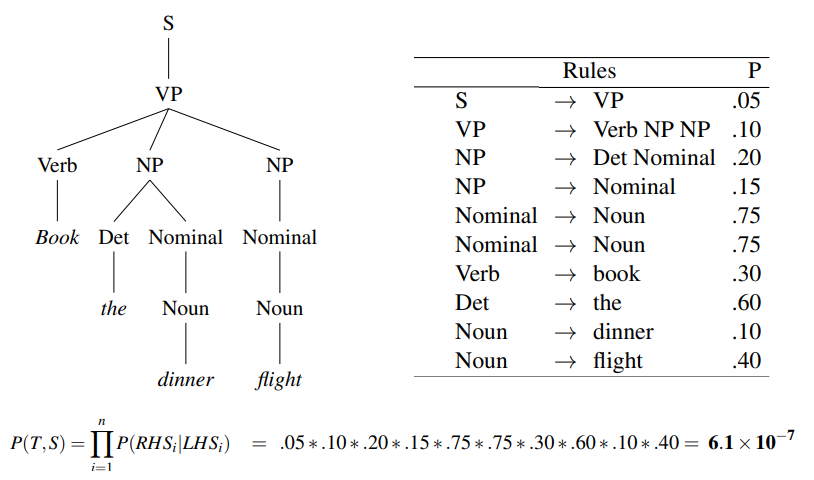 S
VP
Verb NP NP
Book Det Nominal Nominal
the Noun Noun
dinner flight
Rules P
S → VP .05
VP → Verb NP NP .10
NP → Det Nominal .20
NP → Nominal .15
Nominal → Noun .75
Nominal → Noun .75
Verb → book .30
Det → the .60
Noun → dinner .10
Noun → flight .40
P(T,S) = ∏ⁿᵢ₌₁ P(RHSᵢ|LHSᵢ) = .05 ∗ .10 ∗ .20 ∗ .15 ∗ .75 ∗ .75 ∗ .30 ∗ .60 ∗ .10 ∗ .40 = 6.1 × 10⁻⁷